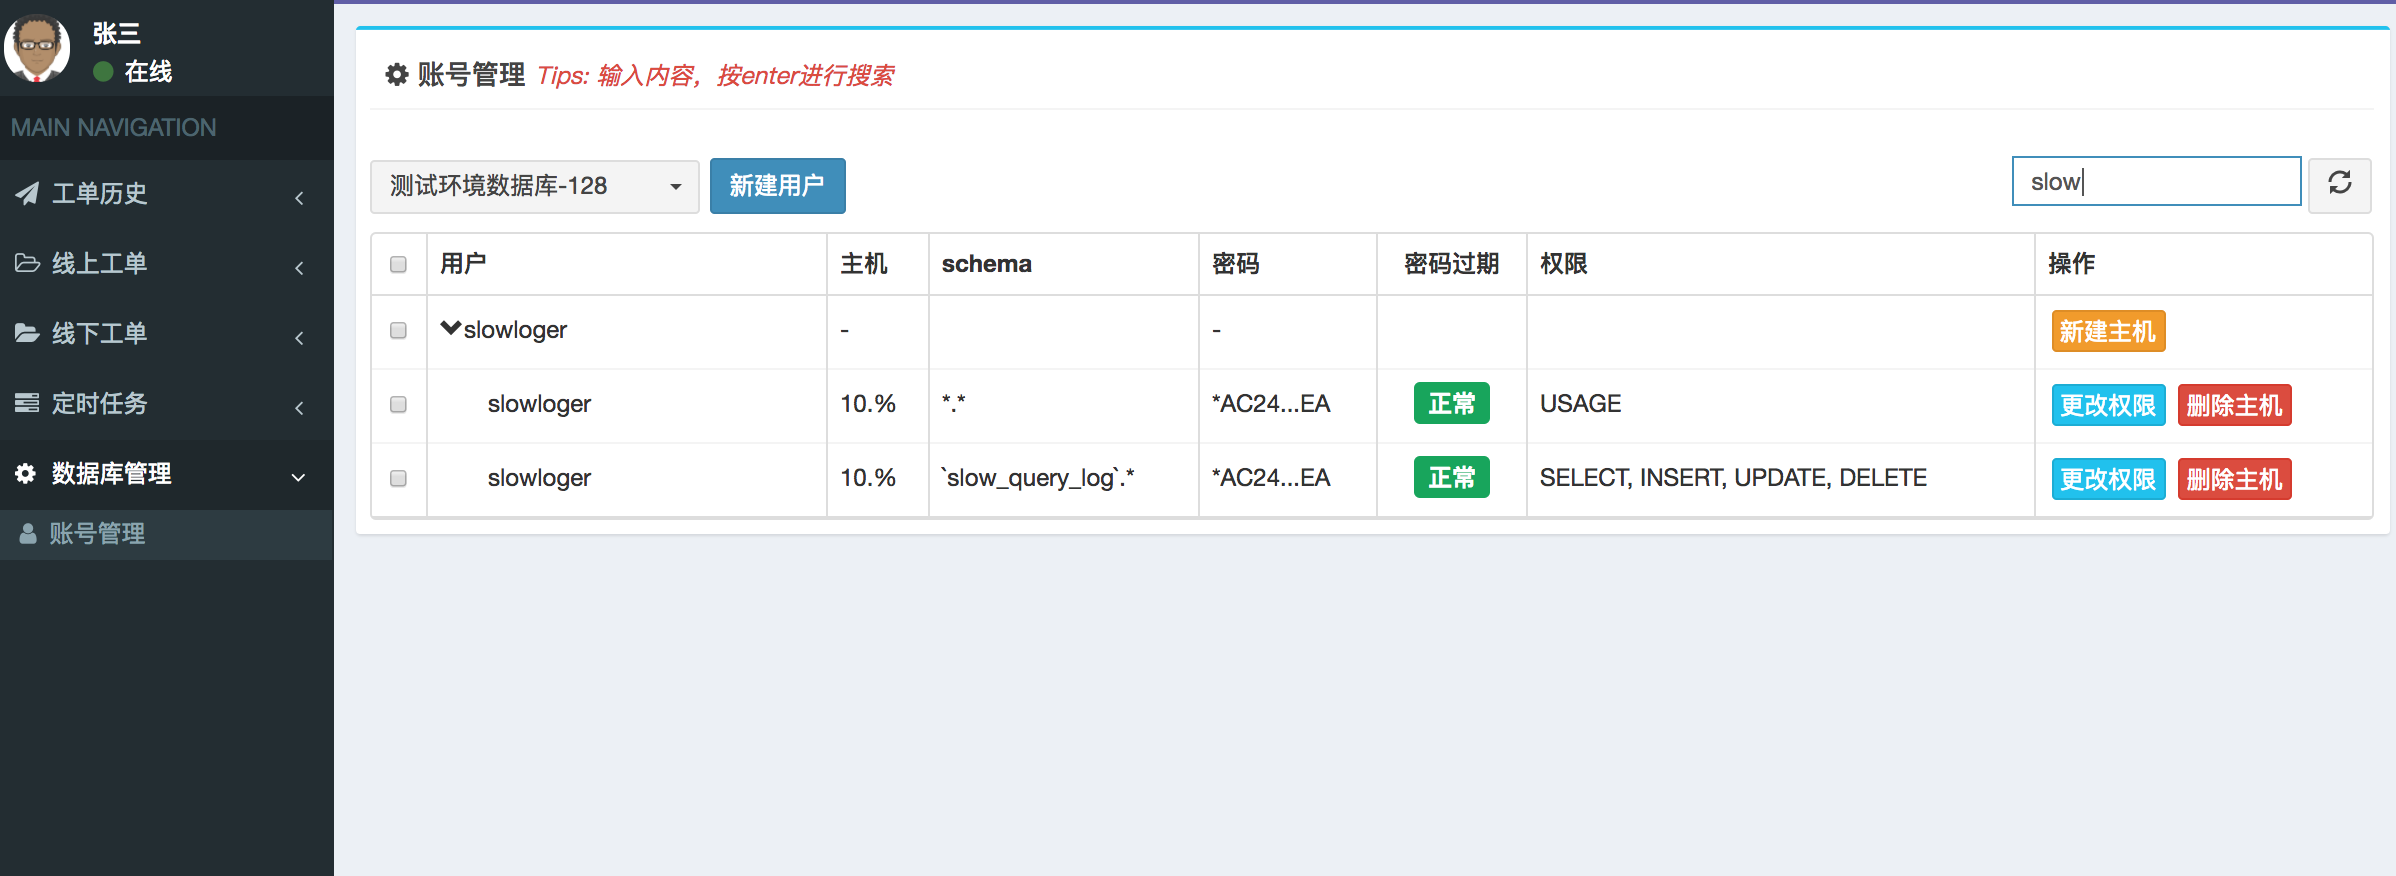 张三
在线
MAIN NAVIGATION
工单历史
线上工单
线下工单
定时任务
数据库管理
账号管理
账号管理 Tips: 输入内容，按enter进行搜索
测试环境数据库-128 新建用户 slow
用户 主机 schema 密码 密码过期 权限 操作
slowloger - - 新建主机
slowloger 10.% *.* *AC24...EA 正常 USAGE 更改权限 删除主机
slowloger 10.% `slow_query_log`.* *AC24...EA 正常 SELECT, INSERT, UPDATE, DELETE 更改权限 删除主机